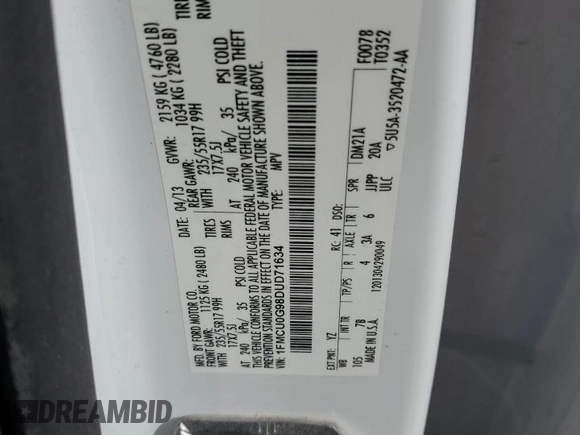 MFD. BY FORD MOTOR CO.
DATE: 04/13 GVWR: 2159 KG ( 4760 LB)
FRONT GAWR: 1125 KG ( 2480 LB) REAR GAWR: 1034 KG ( 2280 LB)
235/55R17 99H TIRES WITH 235/55R17 99H TIRE
17X7.5J RIMS 17X7.5J RIM
AT 240 kPa/ 35 PSI COLD AT 240 kPa/ 35 PSI COLD
THIS VEHICLE CONFORMS TO ALL APPLICABLE FEDERAL MOTOR VEHICLE SAFETY AND THEFT
PREVENTION STANDARDS IN EFFECT ON THE DATE OF MANUFACTURE SHOWN ABOVE.
VIN: 1FMCU0G98DUD71634 TYPE: MPV
F0078
T0352
EXT PNT: YZ RC: 41 DSO:
WB INT TR TP/PS R AXLE TR SPR
105 7B 4 3A 6 JJPP DM21A
20A
MADE IN U.S.A. 1201304290049 ULC
5U5A-3520472-AA
DREAMBID